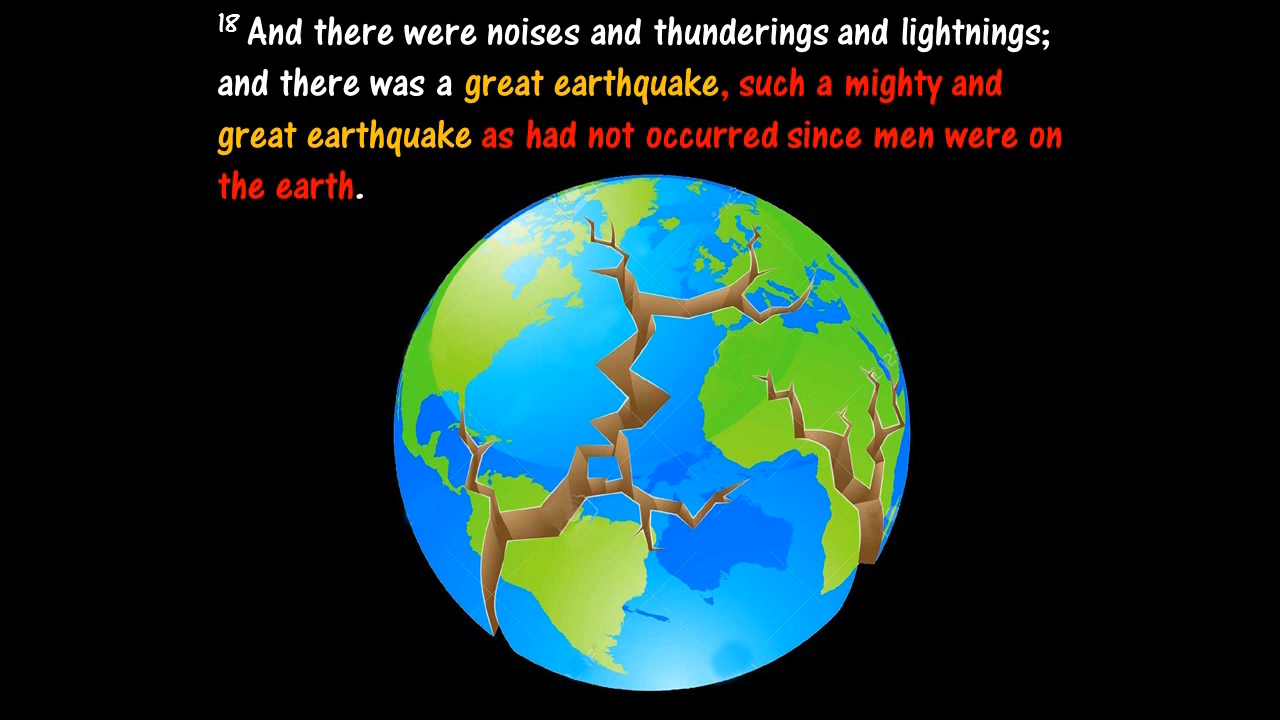 18 And there were noises and thunderings and lightnings;
and there was a great earthquake, such a mighty and
great earthquake as had not occurred since men were on
the earth.